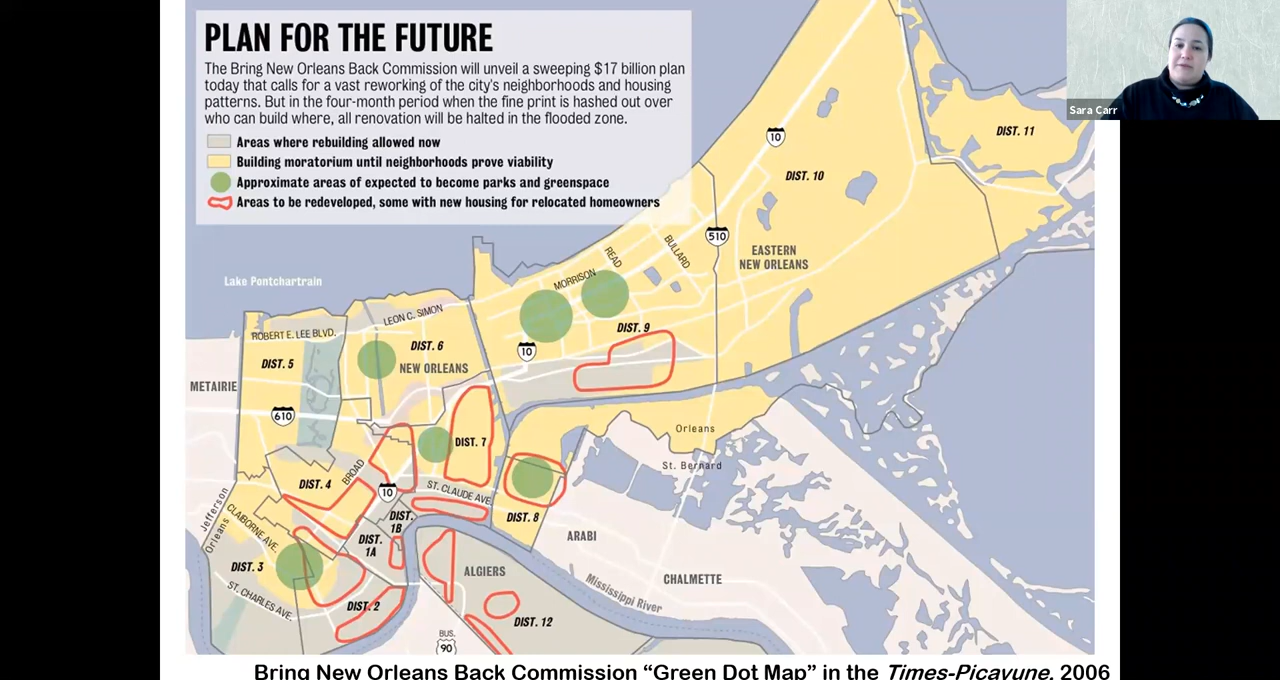 PLAN FOR THE FUTURE
The Bring New Orleans Back Commission will unveil a sweeping $17 billion plan
today that calls for a vast reworking of the city's neighborhoods and housing
patterns. But in the four-month period when the fine print is hashed out over
who can build where, all renovation will be halted in the flooded zone.
Areas where rebuilding allowed now
Building moratorium until neighborhoods prove viability
Approximate areas of expected to become parks and greenspace
Areas to be redeveloped, some with new housing for relocated homeowners
Sara Carr
10
DIST. 11
DIST. 10
510
BULLARD
READ
EASTERN
NEW ORLEANS
MORRISON
Lake Pontchartrain
LEON C. SIMON
ROBERT E. LEE BLVD.
DIST. 9
DIST. 6
10
DIST. 5
NEW ORLEANS
METAIRIE
610
Orleans
St. Bernard
DIST. 7
BROAD
DIST. 4
10
ST. CLAUDE AVE.
Jefferson
Orleans
CLAIBORNE AVE.
DIST.
1B
DIST. 8
DIST.
1A
ARABI
DIST. 3
ALGIERS
CHALMETTE
Mississippi River
ST. CHARLES AVE.
DIST. 2
DIST. 12
BUS.
90
Bring New Orleans Back Commission “Green Dot Map” in the Times-Picayune, 2006